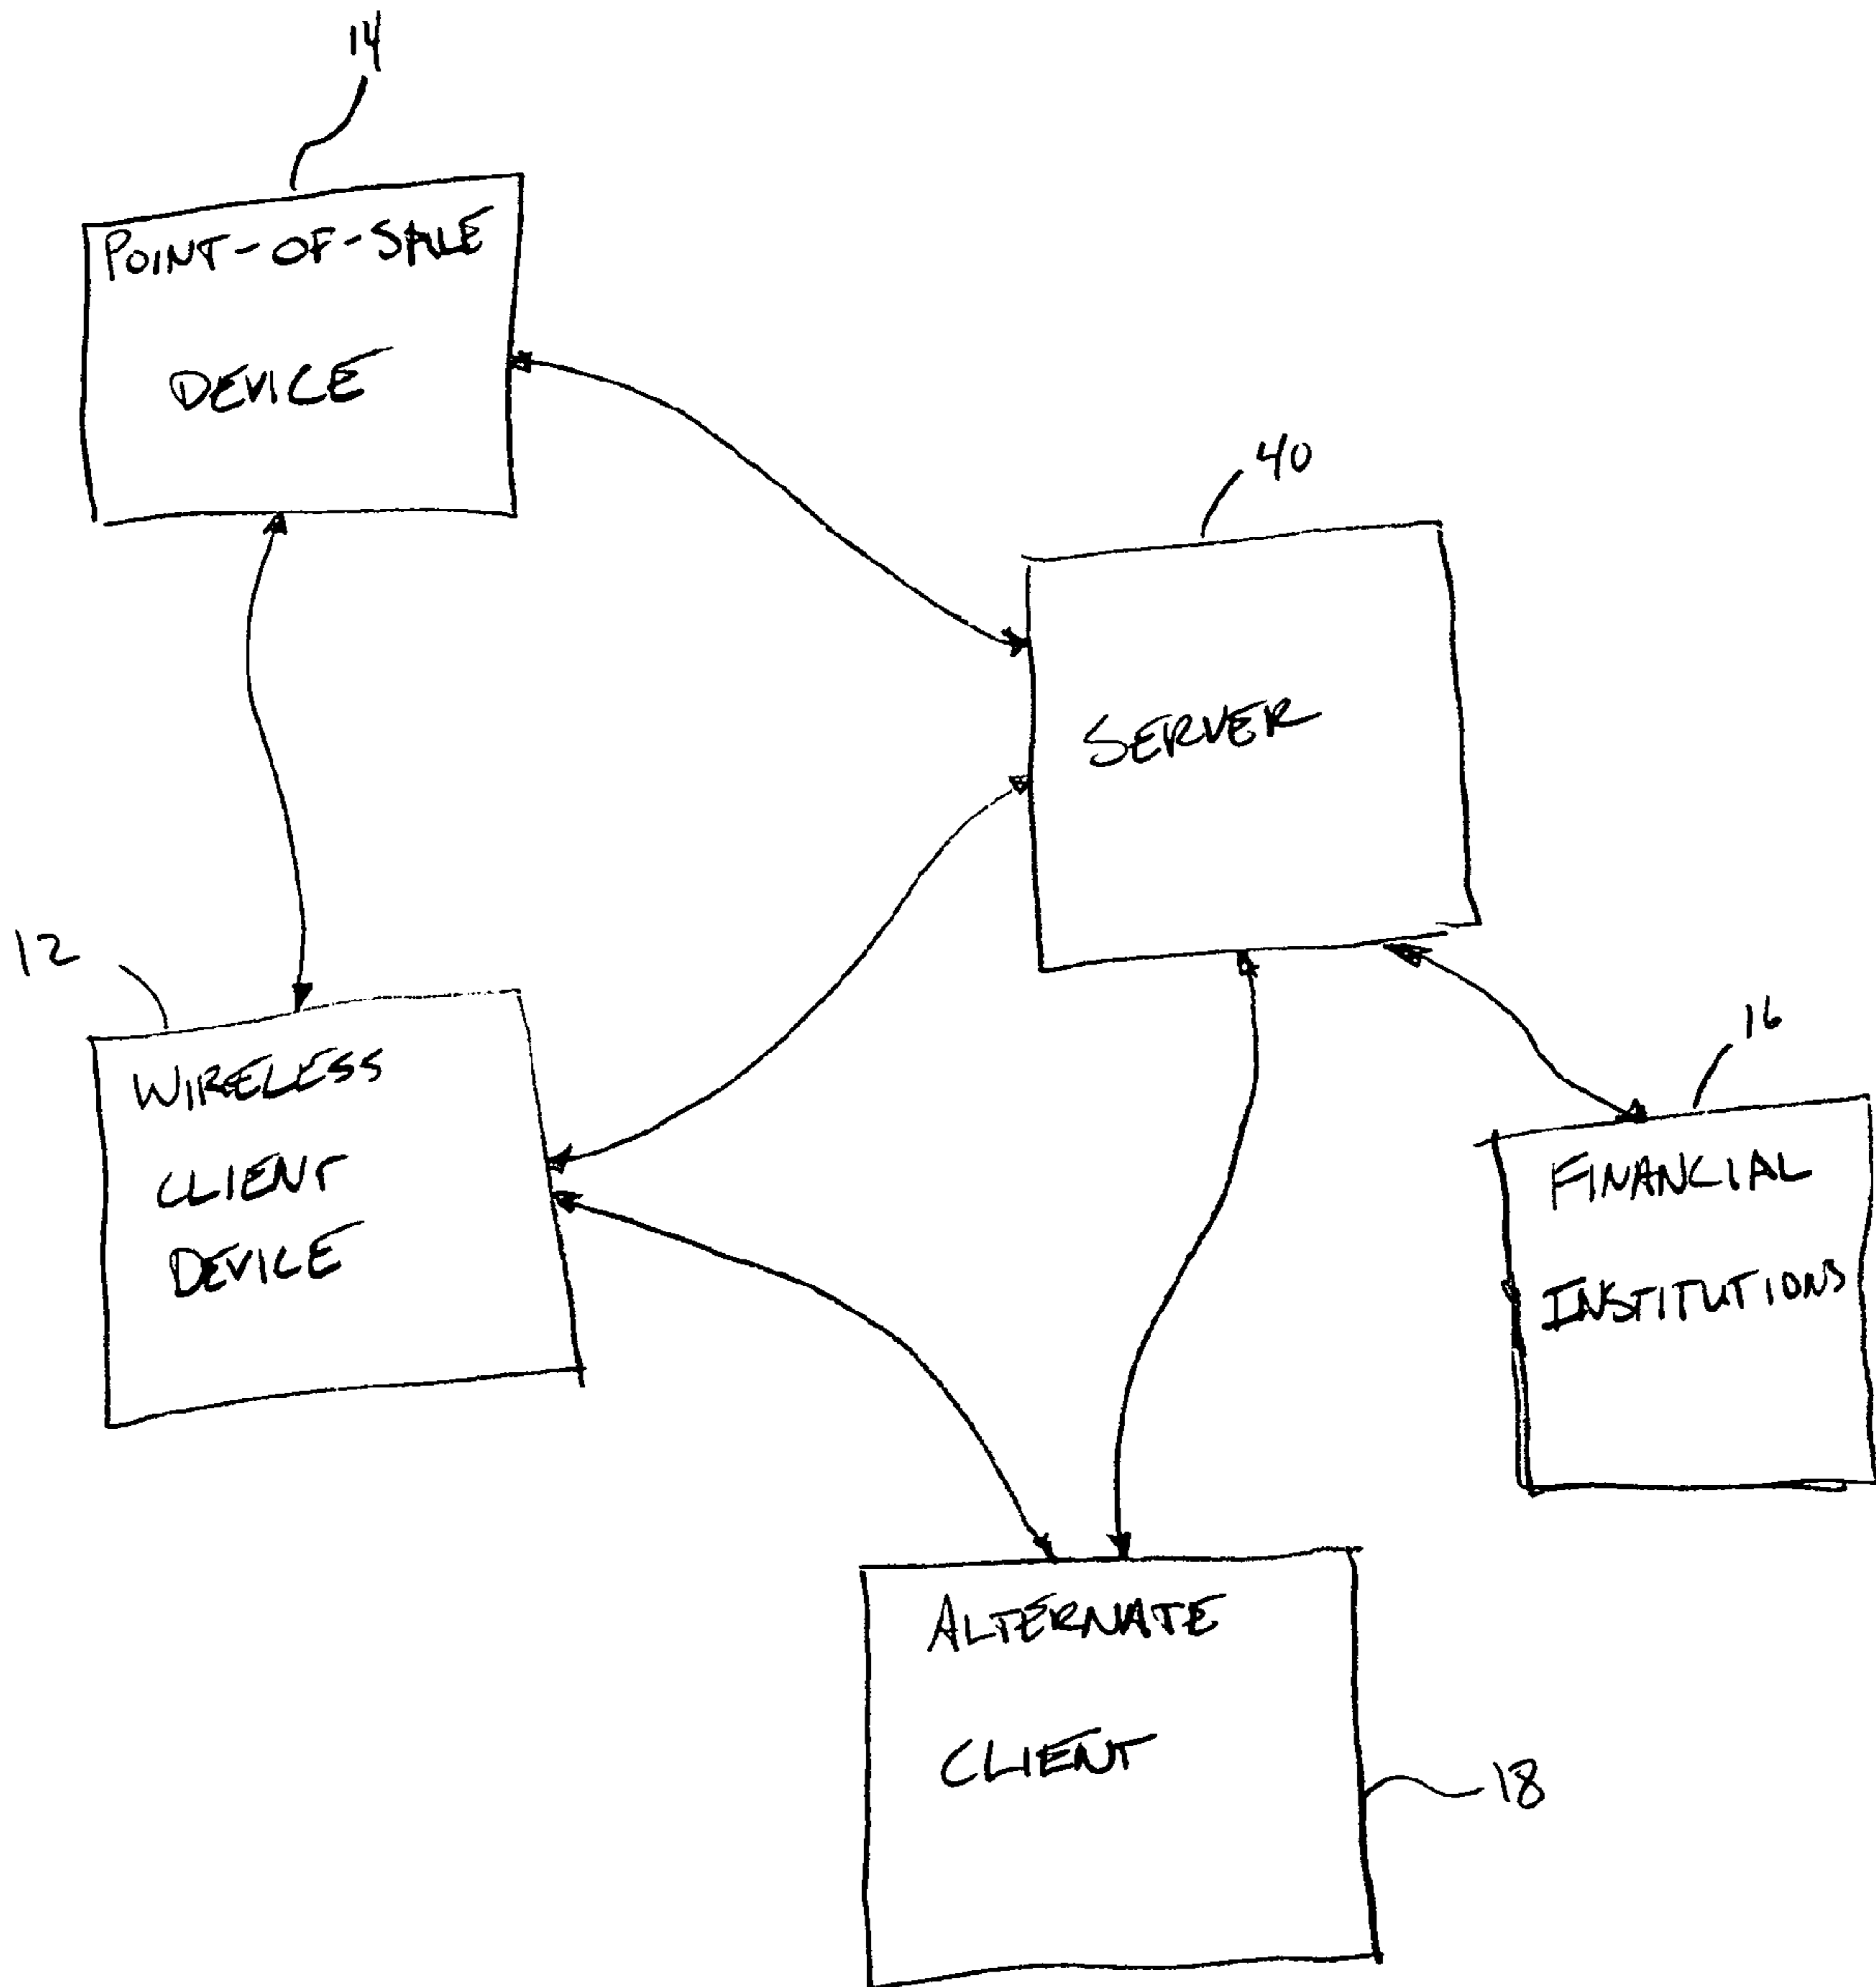 14
POINT-OF-SALE
DEVICE
40
SERVER
12
WIRELESS
CLIENT
DEVICE
16
FINANCIAL
INSTITUTIONS
ALTERNATE
CLIENT
18